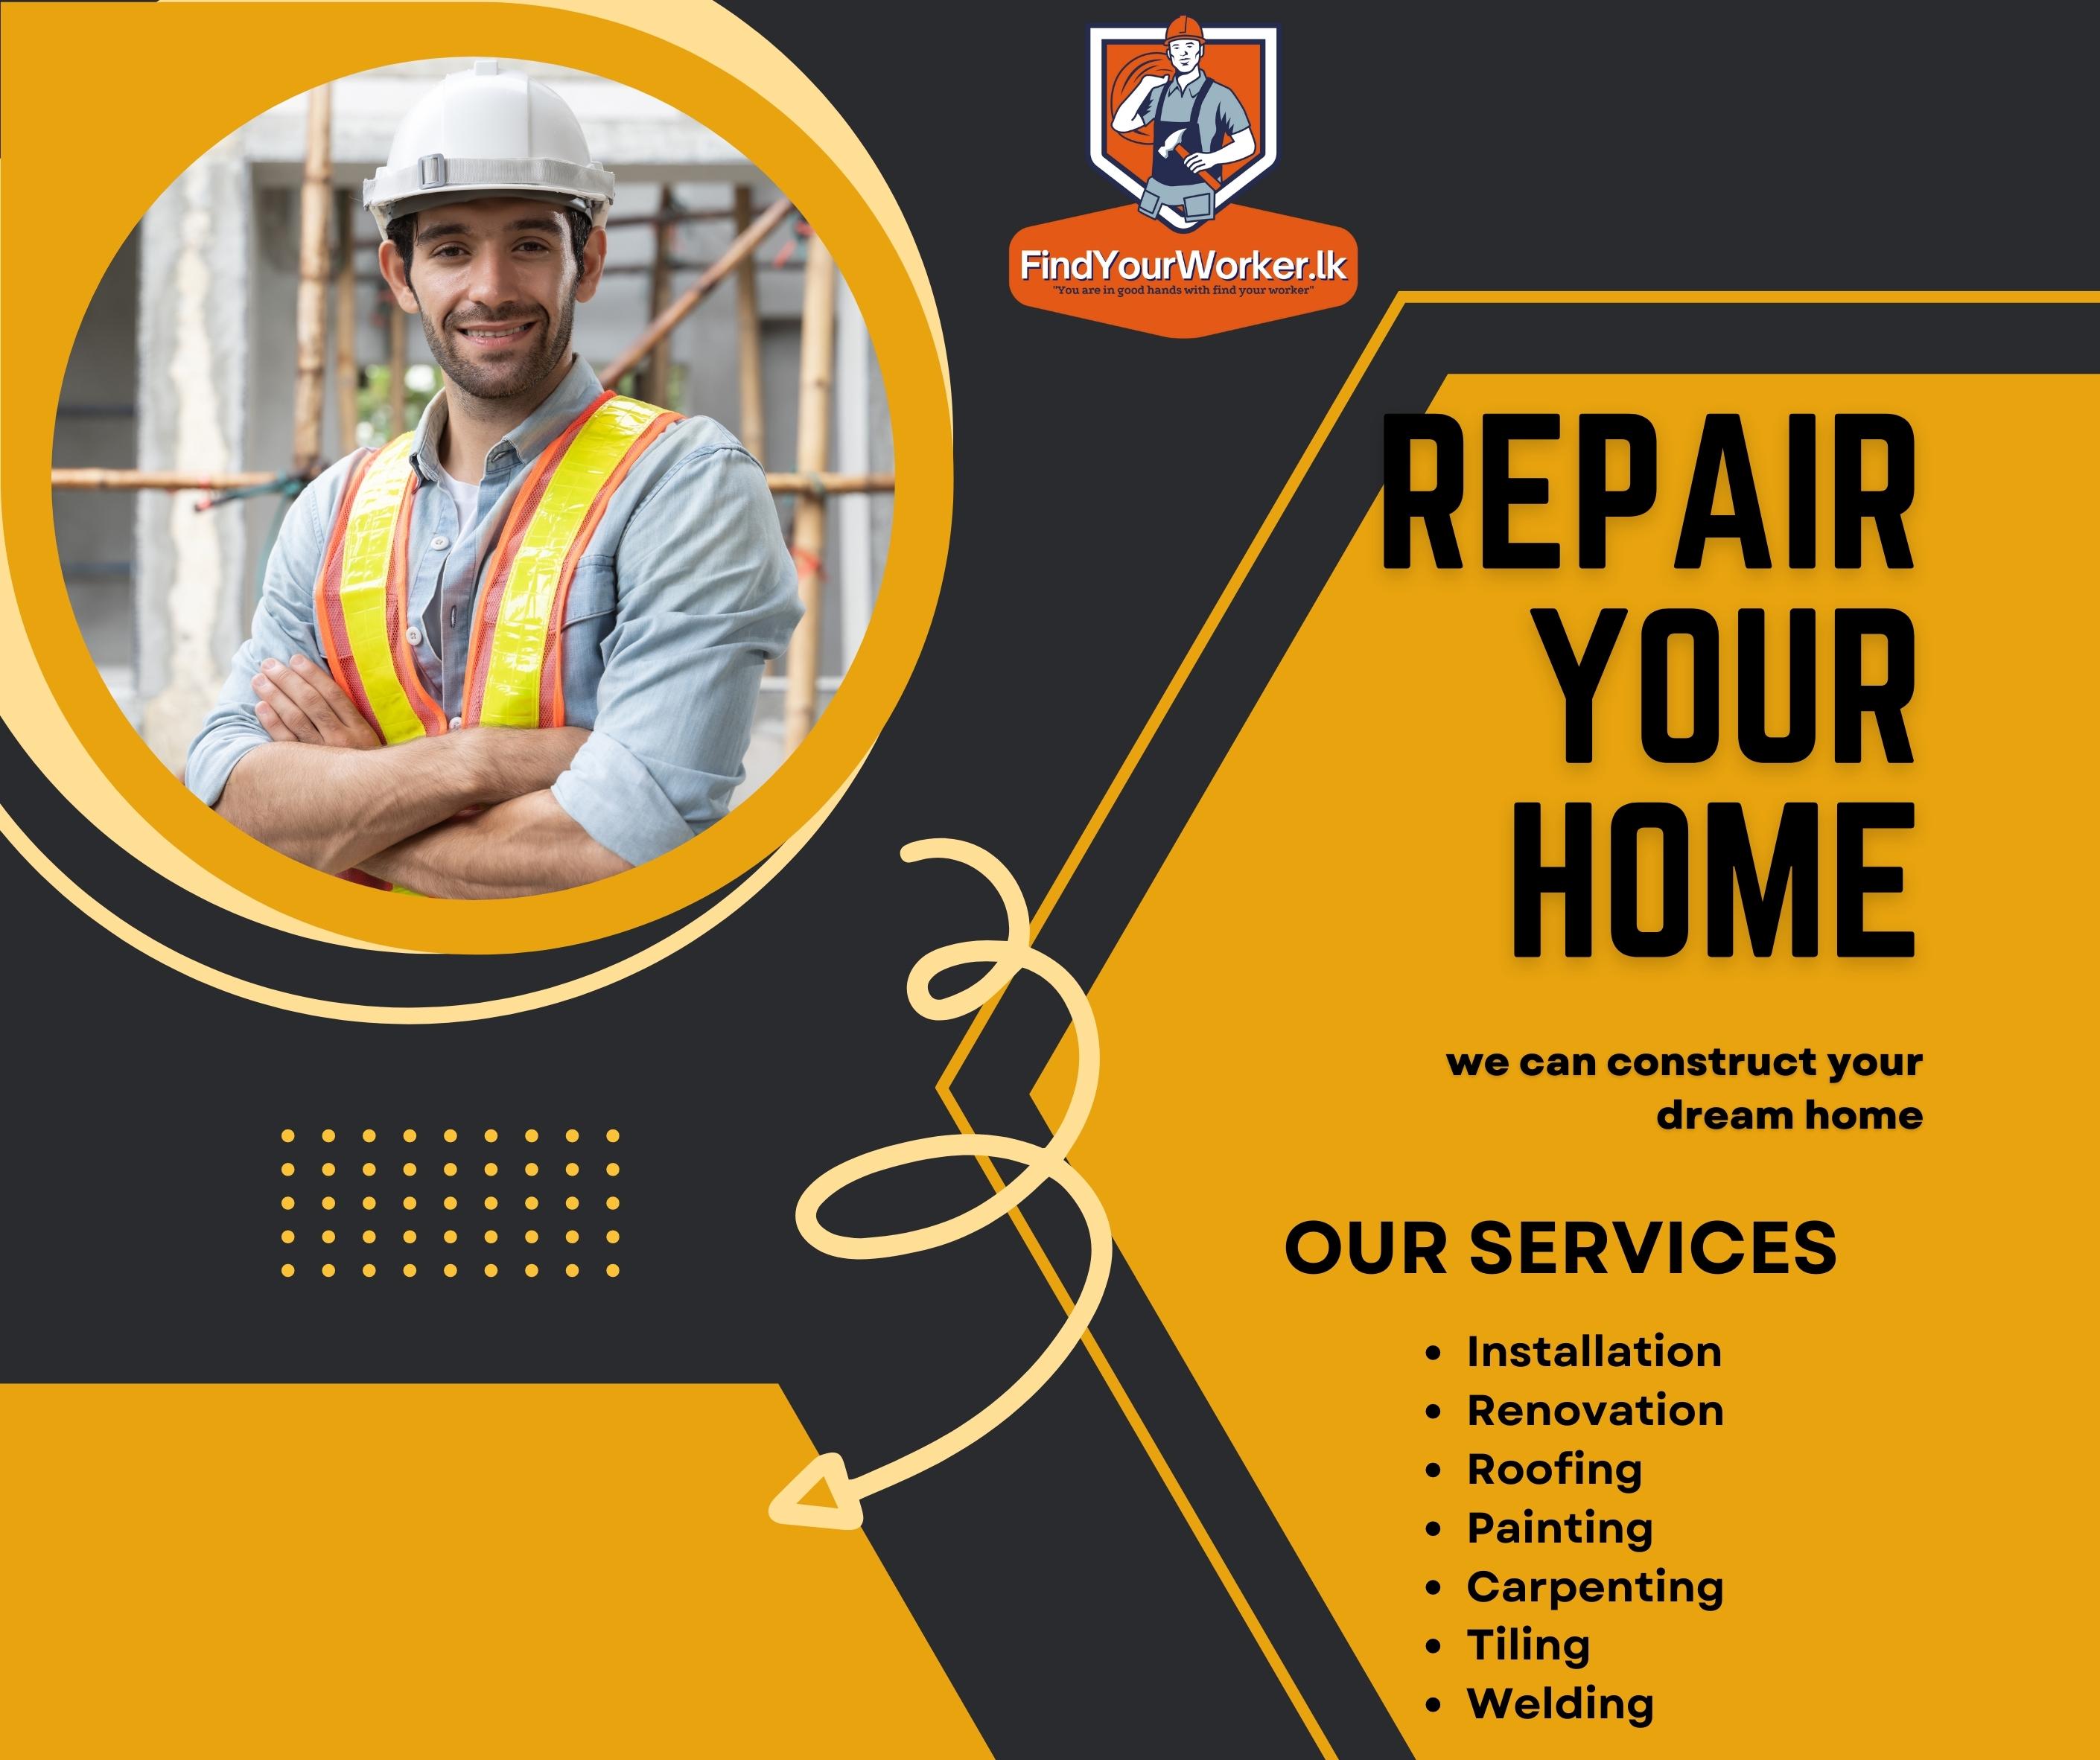 FindYourWorker.lk
"You are in good hands with find your worker"
REPAIR
YOUR
HOME
we can construct your
dream home
OUR SERVICES
• Installation
• Renovation
• Roofing
• Painting
• Carpenting
• Tiling
• Welding